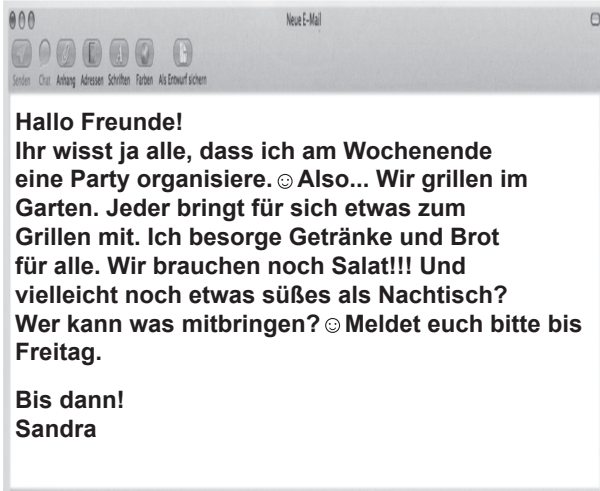 Neue E-Mail
Senden Chat Anhang Adressen Schriften Farben Als Entwurf sichern
Hallo Freunde!
Ihr wisst ja alle, dass ich am Wochenende
eine Party organisiere.☺Also... Wir grillen im
Garten. Jeder bringt für sich etwas zum
Grillen mit. Ich besorge Getränke und Brot
für alle. Wir brauchen noch Salat!!! Und
vielleicht noch etwas süßes als Nachtisch?
Wer kann was mitbringen?☺Meldet euch bitte bis
Freitag.
Bis dann!
Sandra